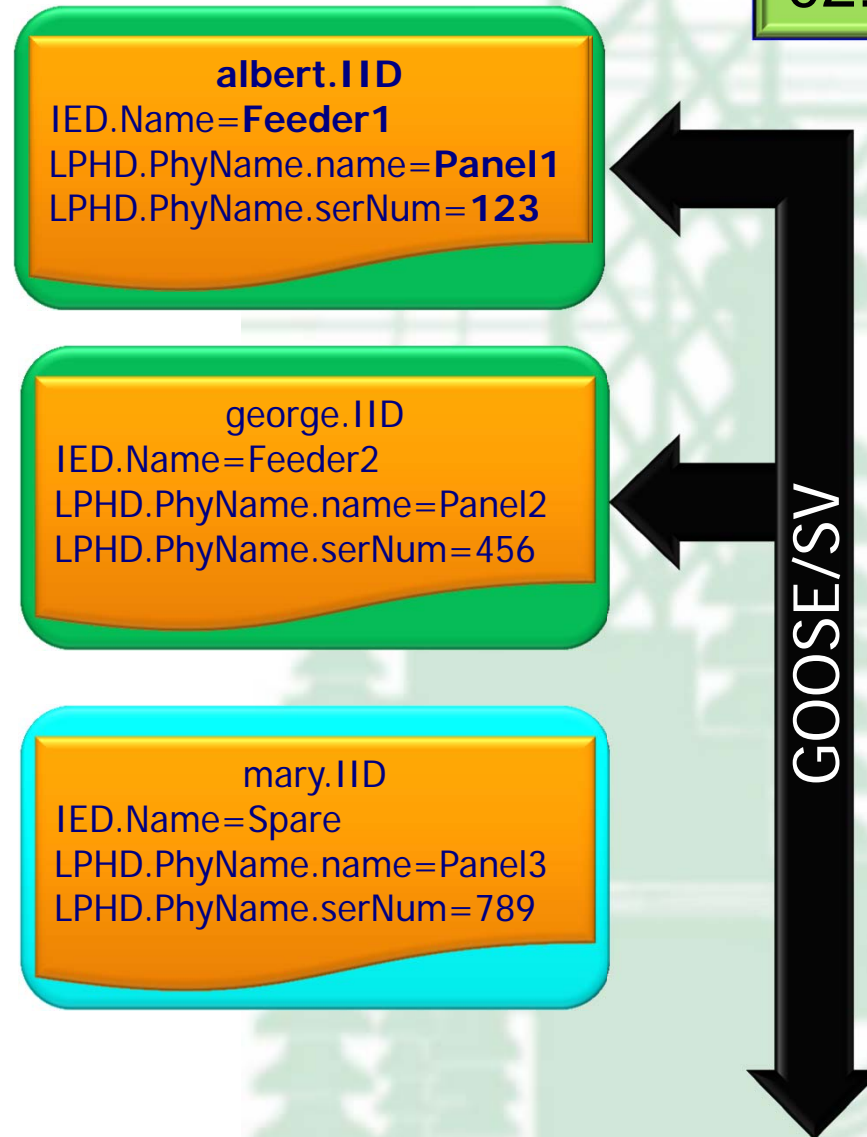 albert.IID
IED.Name=Feeder1
LPHD.PhyName.name=Panel1
LPHD.PhyName.serNum=123
george.IID
IED.Name=Feeder2
LPHD.PhyName.name=Panel2
LPHD.PhyName.serNum=456
mary.IID
IED.Name=Spare
LPHD.PhyName.name=Panel3
LPHD.PhyName.serNum=789
GOOSE/SV